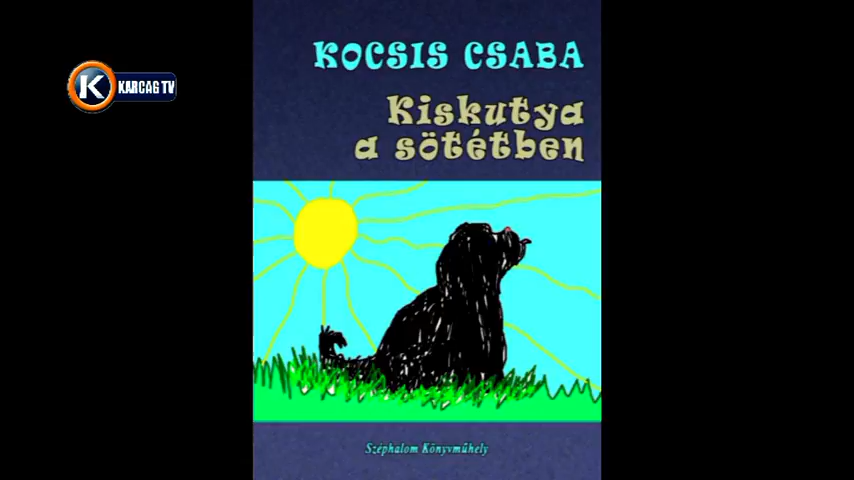 KOCSIS CSABA
K KARCAG TV
Kiskutya
a sötétben
Széphalom Könyvműhely